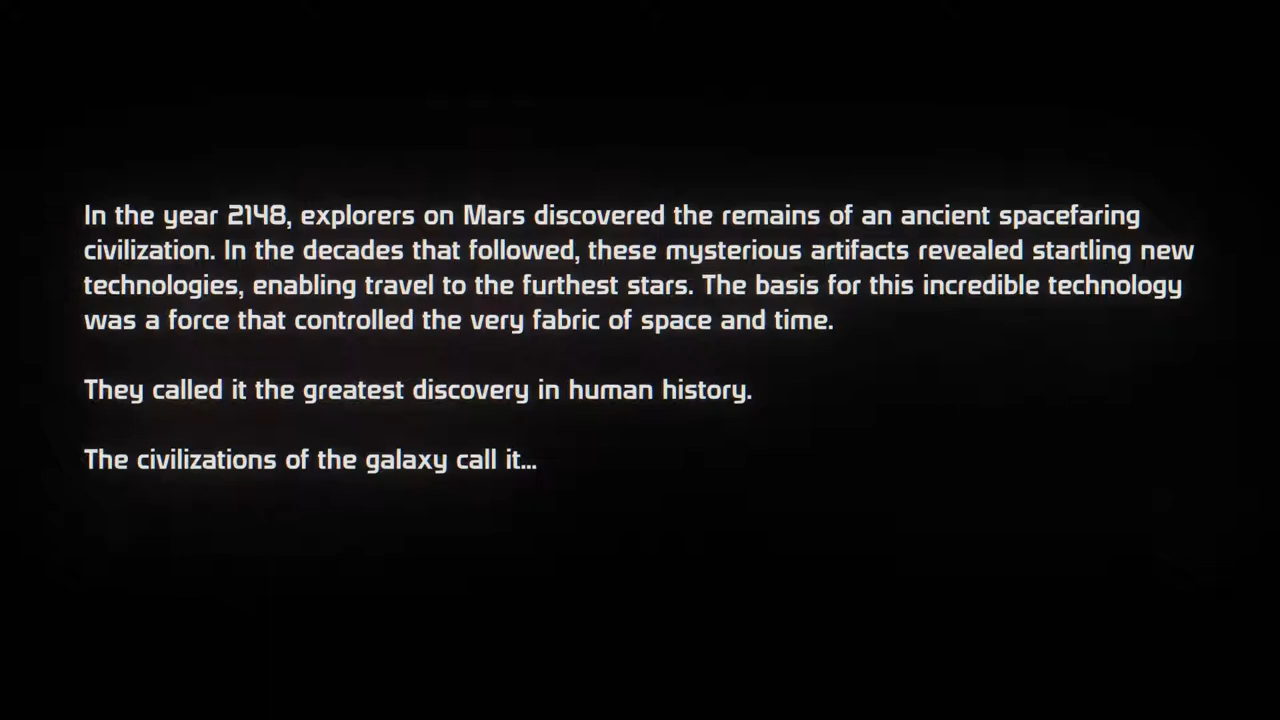 In the year 2148, explorers on Mars discovered the remains of an ancient spacefaring
civilization. In the decades that followed, these mysterious artifacts revealed startling new
technologies, enabling travel to the furthest stars. The basis for this incredible technology
was a force that controlled the very fabric of space and time.
They called it the greatest discovery in human history.
The civilizations of the galaxy call it...